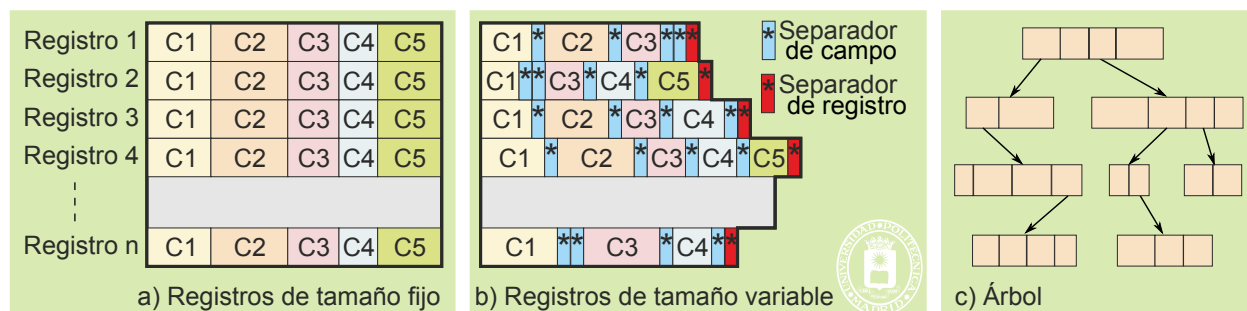 Registro 1 C1 C2 C3 C4 C5
Registro 2 C1 C2 C3 C4 C5
Registro 3 C1 C2 C3 C4 C5
Registro 4 C1 C2 C3 C4 C5
Registro n C1 C2 C3 C4 C5
a) Registros de tamaño fijo
C1 * C2 * C3 * * *
C1 * * C3 * C4 * C5 *
C1 * C2 * C3 * C4 * *
C1 * C2 * C3 * C4 * C5 *
C1 * * C3 * C4 * *
* Separador
de campo
* Separador
de registro
b) Registros de tamaño variable
UNIVERSIDAD POLITECNICA
c) Árbol